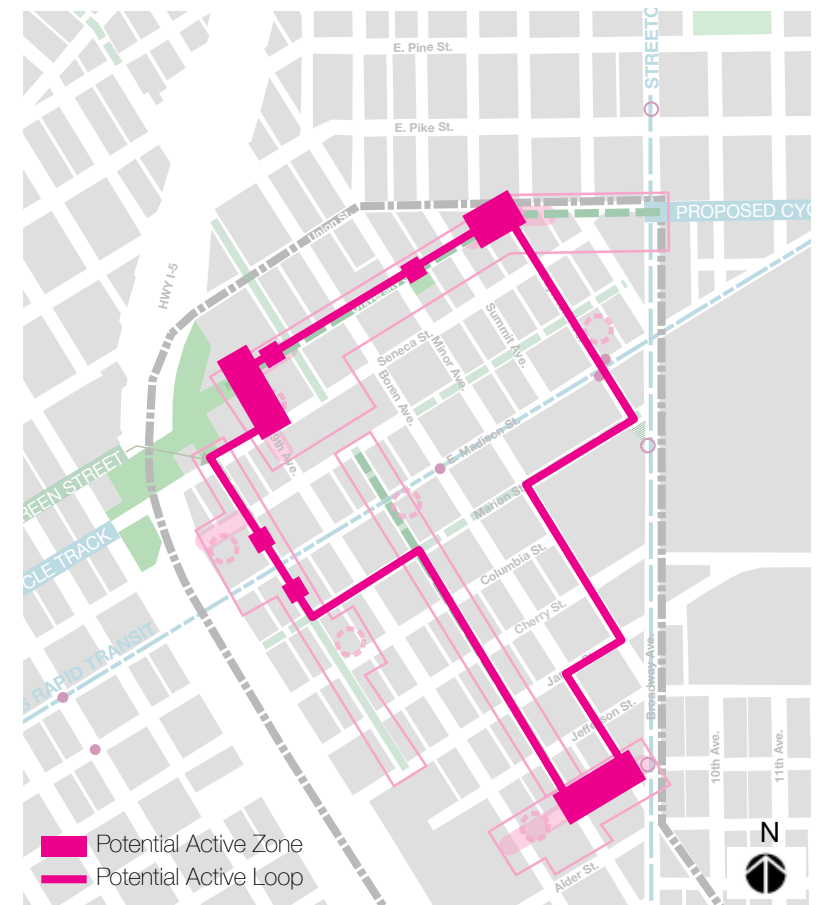 STREETC
E. Pine St.
E. Pike St.
PROPOSED CYC
Union St.
HWY I-5
Seneca St.
Summit Ave.
Minor Ave.
Boren Ave.
9th Ave.
E. Madison St.
REEN STREET
Marion St.
CLE TRACK
Columbia St.
Cherry St.
S RAPID TRANSIT
Broadway Ave.
Jefferson St.
10th Ave.
11th Ave.
Alder St.
N
Potential Active Zone
Potential Active Loop